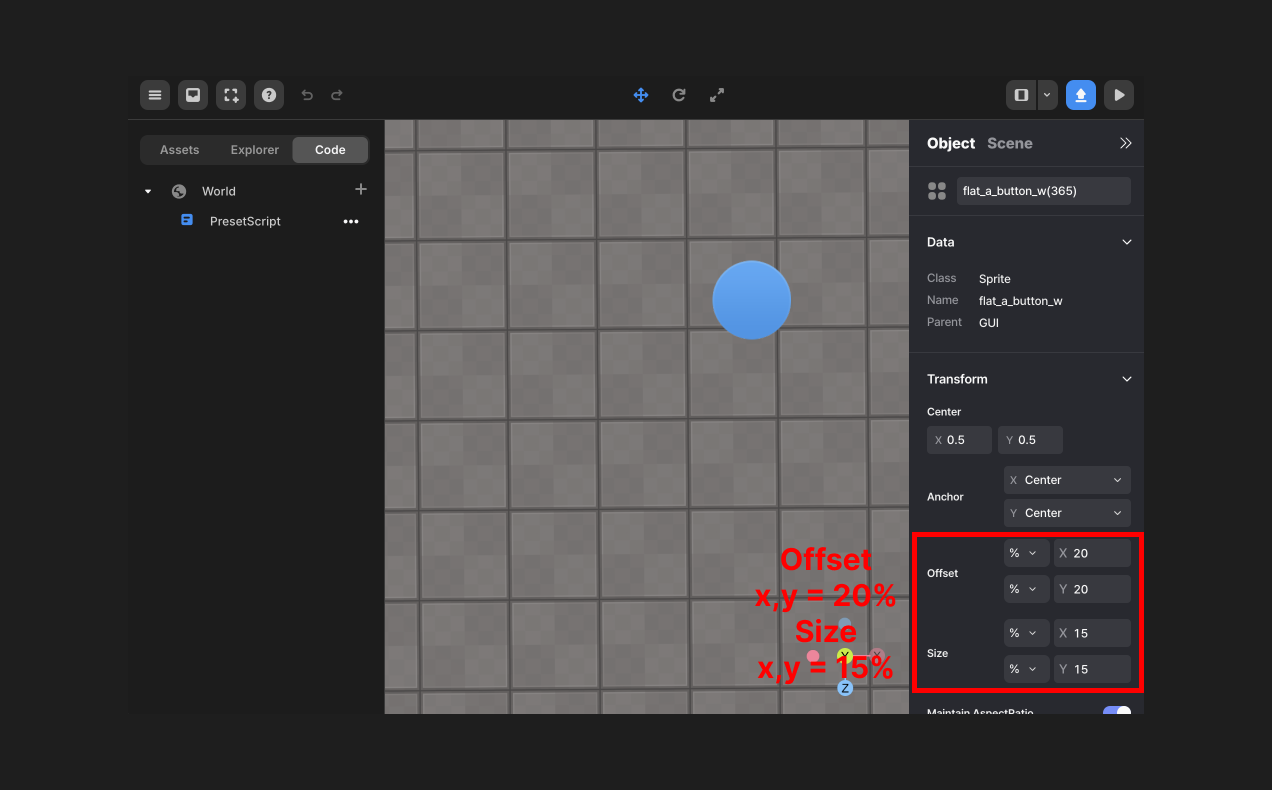 Assets Explorer Code
World
PresetScript
Object Scene
flat_a_button_w(365)
Data
Class Sprite
Name flat_a_button_w
Parent GUI
Transform
Center
X 0.5 Y 0.5
Anchor
X Center
Y Center
Offset
% X 20
% Y 20
Size
% X 15
% Y 15
Maintain AspectRatio
Offset
x,y = 20%
Size
x,y = 15%
Y X
Z